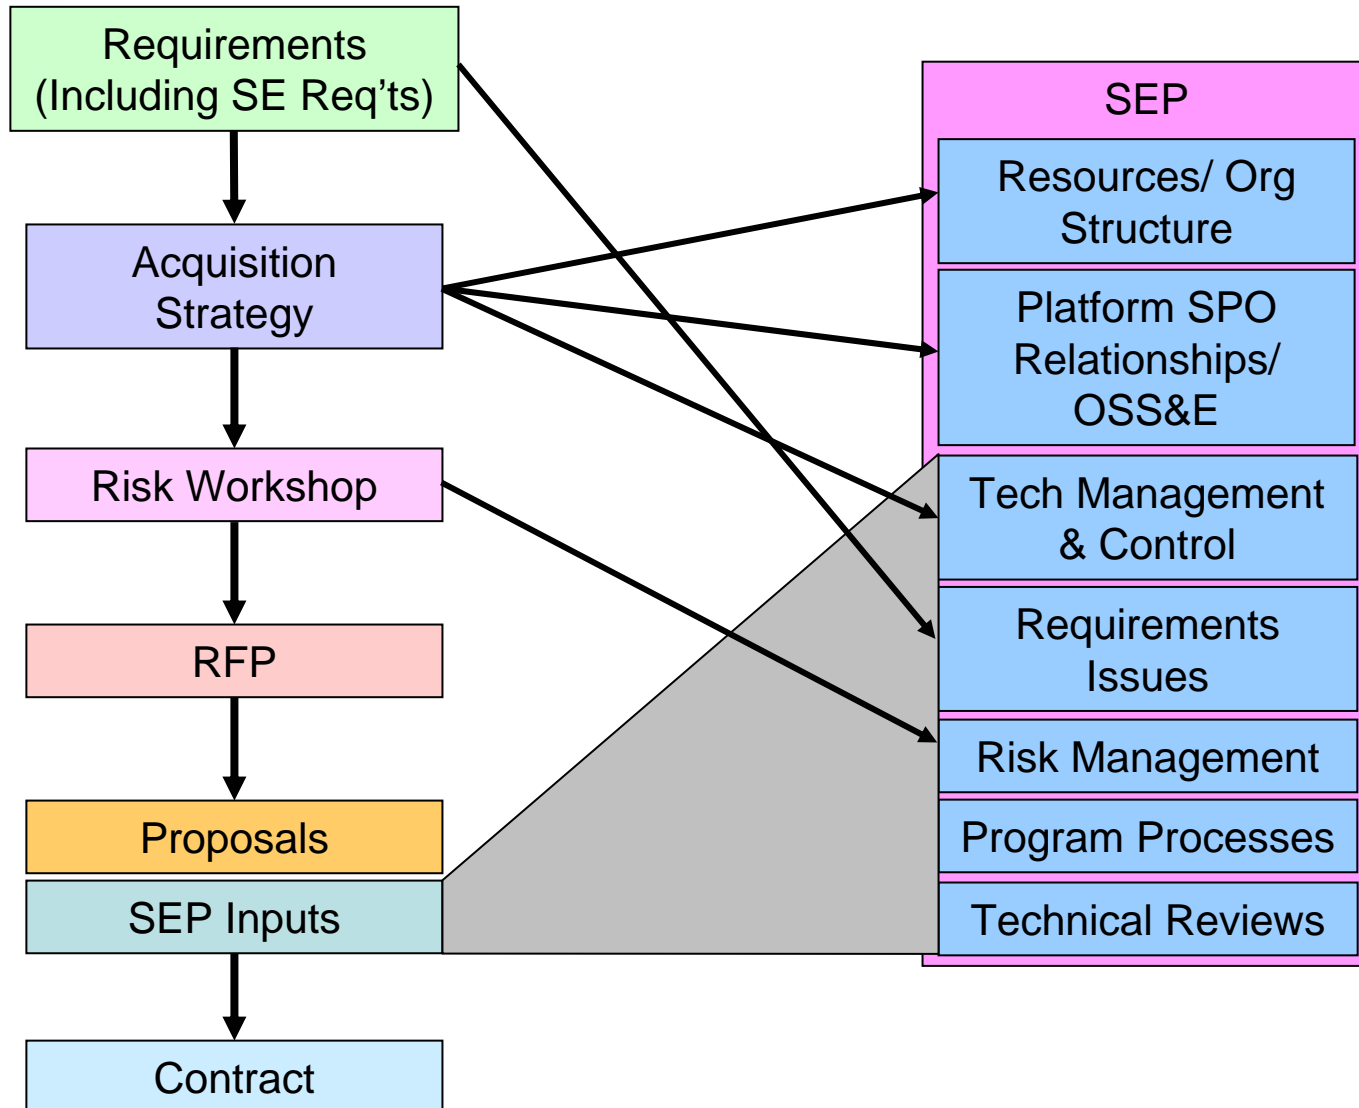 Requirements
(Including SE Req’ts)
Acquisition
Strategy
Risk Workshop
RFP
Proposals
SEP Inputs
Contract
SEP
Resources/ Org
Structure
Platform SPO
Relationships/
OSS&E
Tech Management
& Control
Requirements
Issues
Risk Management
Program Processes
Technical Reviews